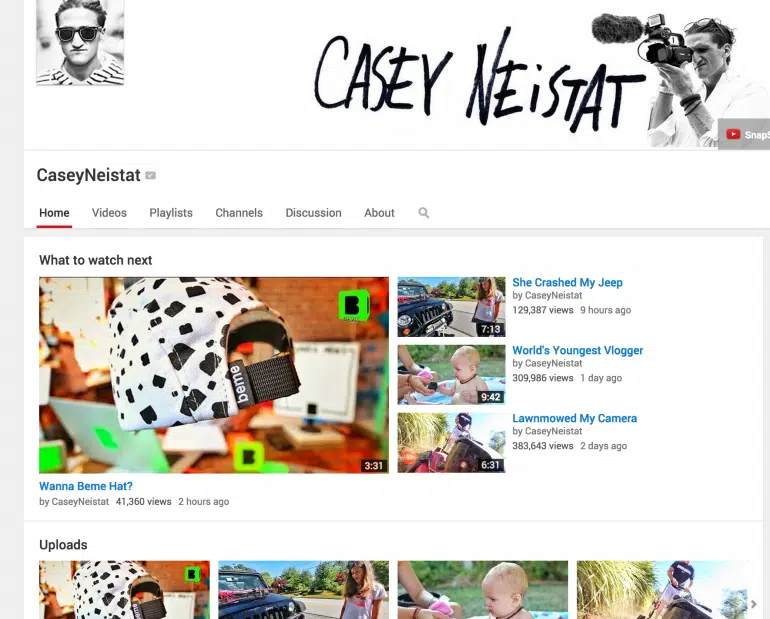 CASEY NEISTAT
SnapS
CaseyNeistat
Home Videos Playlists Channels Discussion About
What to watch next
B
beme
B
3:31
Wanna Beme Hat?
by CaseyNeistat 41,360 views 2 hours ago
7:13
She Crashed My Jeep
by CaseyNeistat
129,387 views 9 hours ago
9:42
World's Youngest Vlogger
by CaseyNeistat
309,986 views 1 day ago
6:31
Lawnmowed My Camera
by CaseyNeistat
383,643 views 2 days ago
Uploads
B